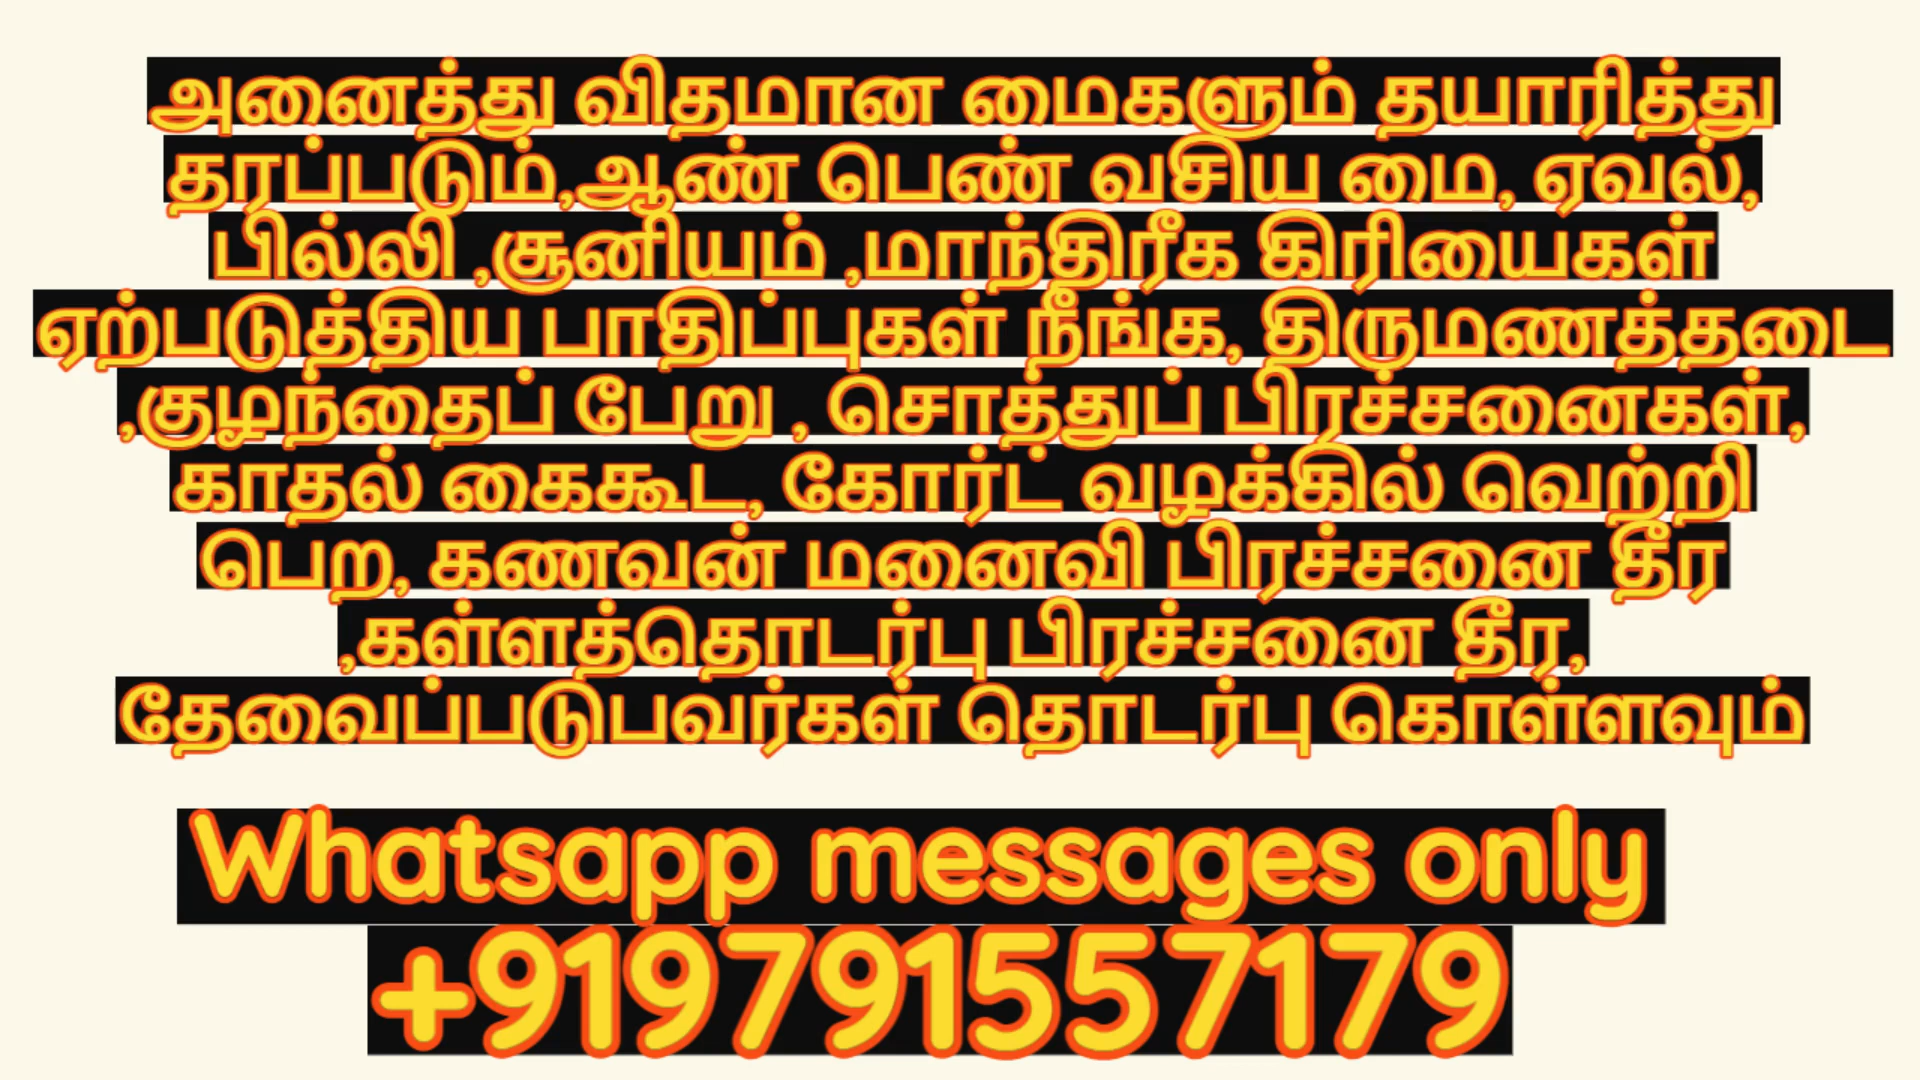 அனைத்து விதமான மைகளும் தயாரித்து
தரப்படும்,ஆண் பெண் வசிய மை, ஏவல்,
பில்லி ,சூனியம் ,மாந்திரீக கிரியைகள்
ஏற்படுத்திய பாதிப்புகள் நீங்க, திருமணத்தடை
,குழந்தைப் பேறு , சொத்துப் பிரச்சனைகள்,
காதல் கைகூட, கோர்ட் வழக்கில் வெற்றி
பெற, கணவன் மனைவி பிரச்சனை தீர
,கள்ளத்தொடர்பு பிரச்சனை தீர,
தேவைப்படுபவர்கள் தொடர்பு கொள்ளவும்
Whatsapp messages only
+919791557179